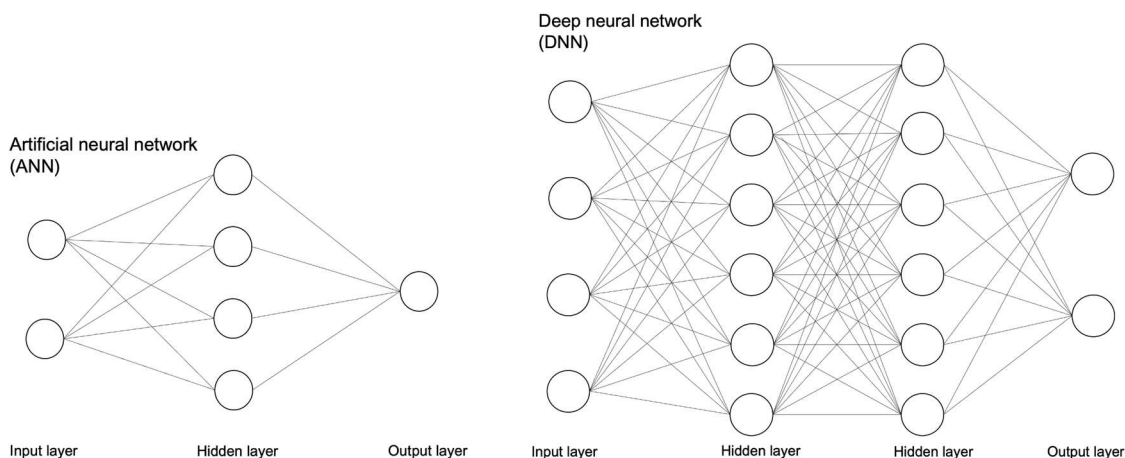 Artificial neural network
(ANN)
Input layer
Hidden layer
Output layer
Deep neural network
(DNN)
Input layer
Hidden layer
Hidden layer
Output layer